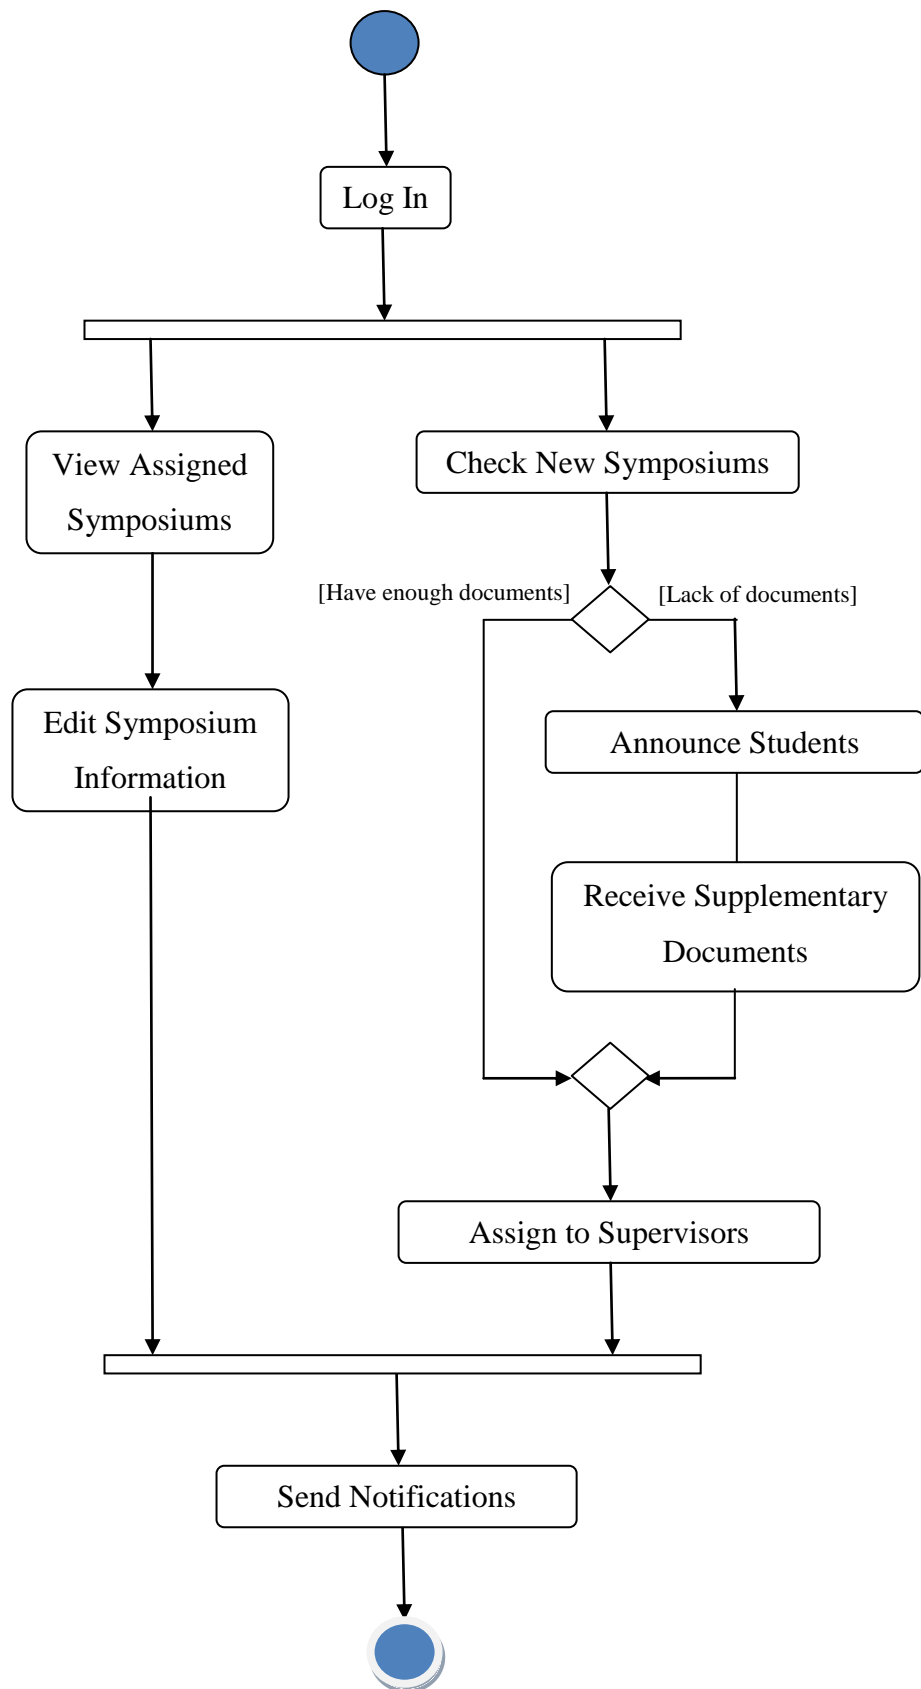 Log In
View Assigned
Symposiums
Check New Symposiums
[Have enough documents]
[Lack of documents]
Edit Symposium
Information
Announce Students
Receive Supplementary
Documents
Assign to Supervisors
Send Notifications